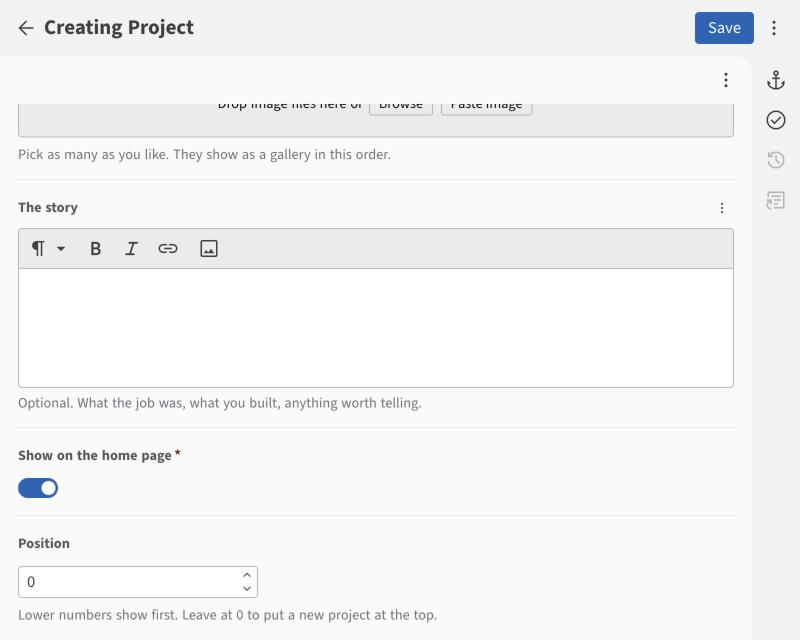 Creating Project
Save
Drop image files here or Browse Paste image
Pick as many as you like. They show as a gallery in this order.
The story
¶ B I
Optional. What the job was, what you built, anything worth telling.
Show on the home page*
Position
0
Lower numbers show first. Leave at 0 to put a new project at the top.